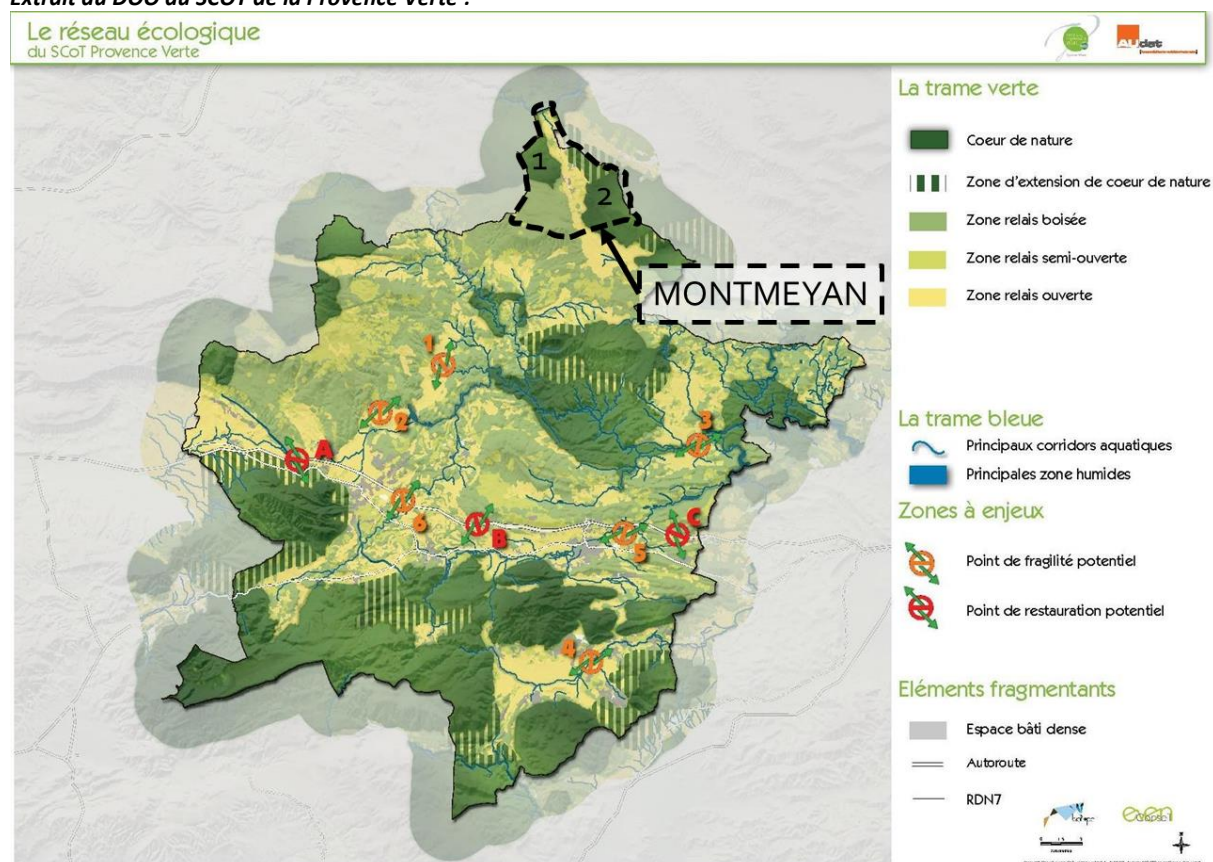 Extrait du DOO du SCOT de la Provence Verte :
Le réseau écologique
du SCoT Provence Verte
AUdat
1
2
MONTMEYAN
1
2
3
A
6
B
5
C
4
La trame verte
Coeur de nature
Zone d'extension de coeur de nature
Zone relais boisée
Zone relais semi-ouverte
Zone relais ouverte
La trame bleue
Principaux corridors aquatiques
Principales zone humides
Zones à enjeux
Point de fragilité potentiel
Point de restauration potentiel
Eléments fragmentants
Espace bâti dense
Autoroute
RDN7
even